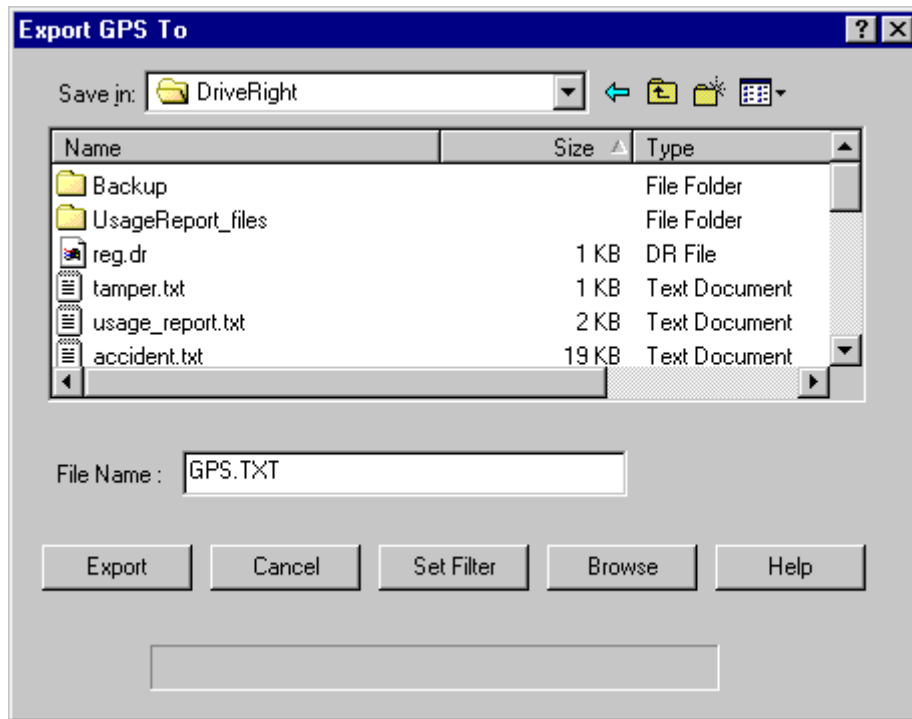 Export GPS To
Save in: DriveRight
Name Size Type
Backup File Folder
UsageReport_files File Folder
reg.dr 1 KB DR File
tamper.txt 1 KB Text Document
usage_report.txt 2 KB Text Document
accident.txt 19 KB Text Document
File Name : GPS.TXT
Export Cancel Set Filter Browse Help